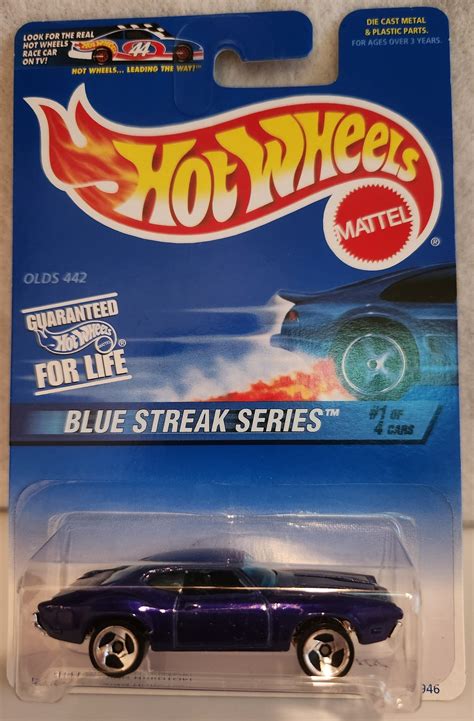 LOOK FOR THE REAL
HOT WHEELS
RACE CAR
ON TV!
44
HOT WHEELS... LEADING THE WAY!™
DIE CAST METAL
& PLASTIC PARTS.
FOR AGES OVER 3 YEARS.
HOT WHEELS
MATTEL
®
OLDS 442
GUARANTEED
HOT WHEELS
FOR LIFE
BLUE STREAK SERIES™
#1 OF
4 CARS
946